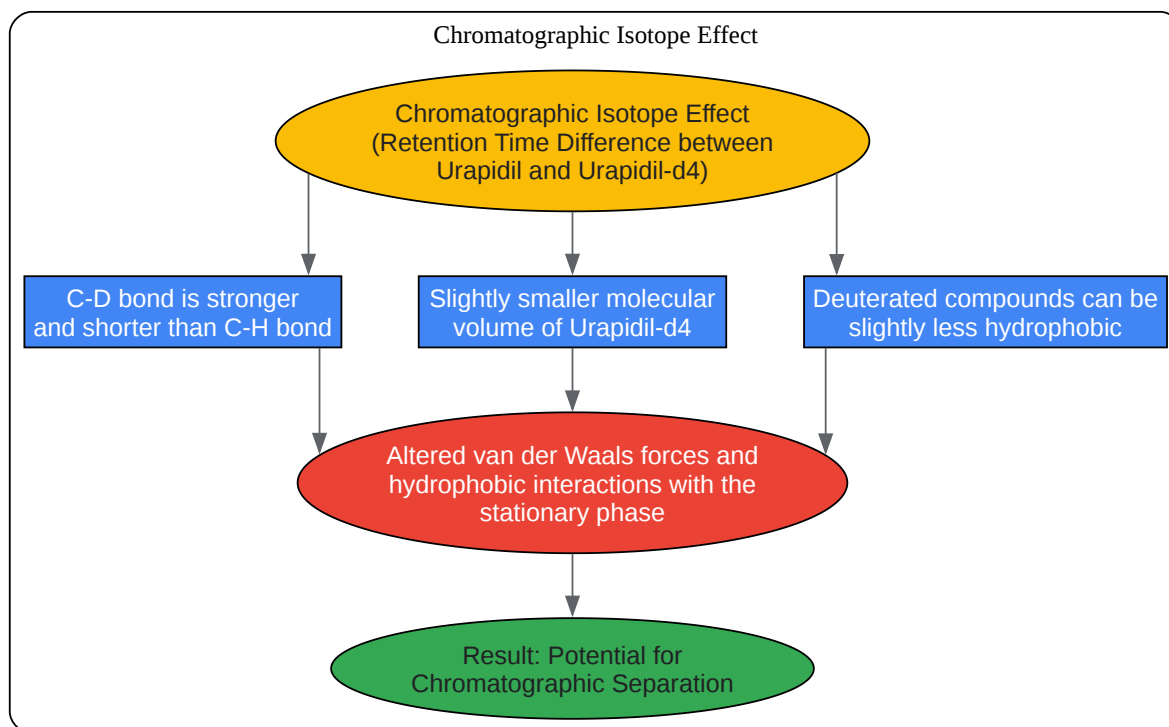 Chromatographic Isotope Effect
Chromatographic Isotope Effect
(Retention Time Difference between
Urapidil and Urapidil-d4)
C-D bond is stronger
and shorter than C-H bond
Slightly smaller molecular
volume of Urapidil-d4
Deuterated compounds can be
slightly less hydrophobic
Altered van der Waals forces and
hydrophobic interactions with the
stationary phase
Result: Potential for
Chromatographic Separation